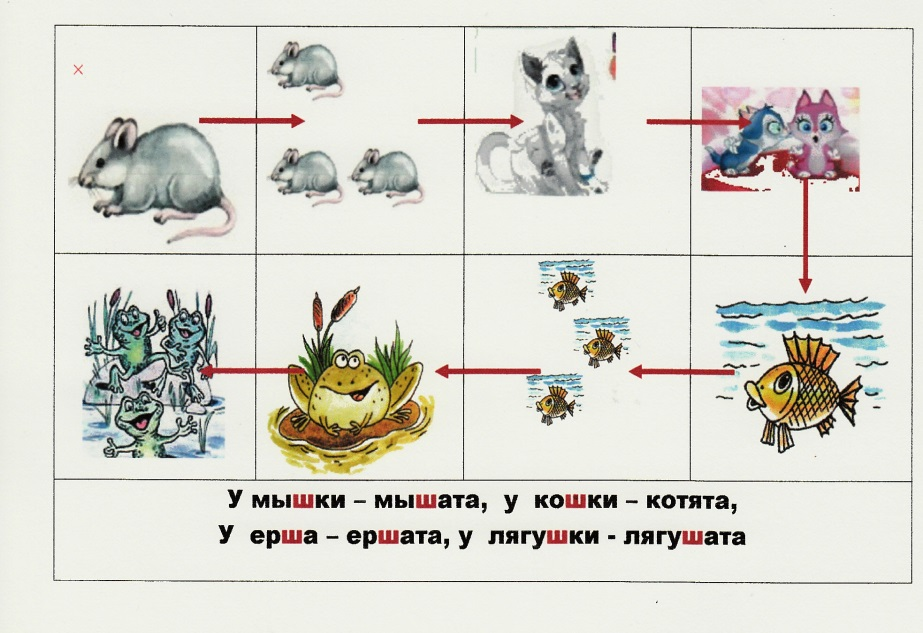 У мышки – мышата, у кошки – котята,
У ерша – ершата, у лягушки - лягушата